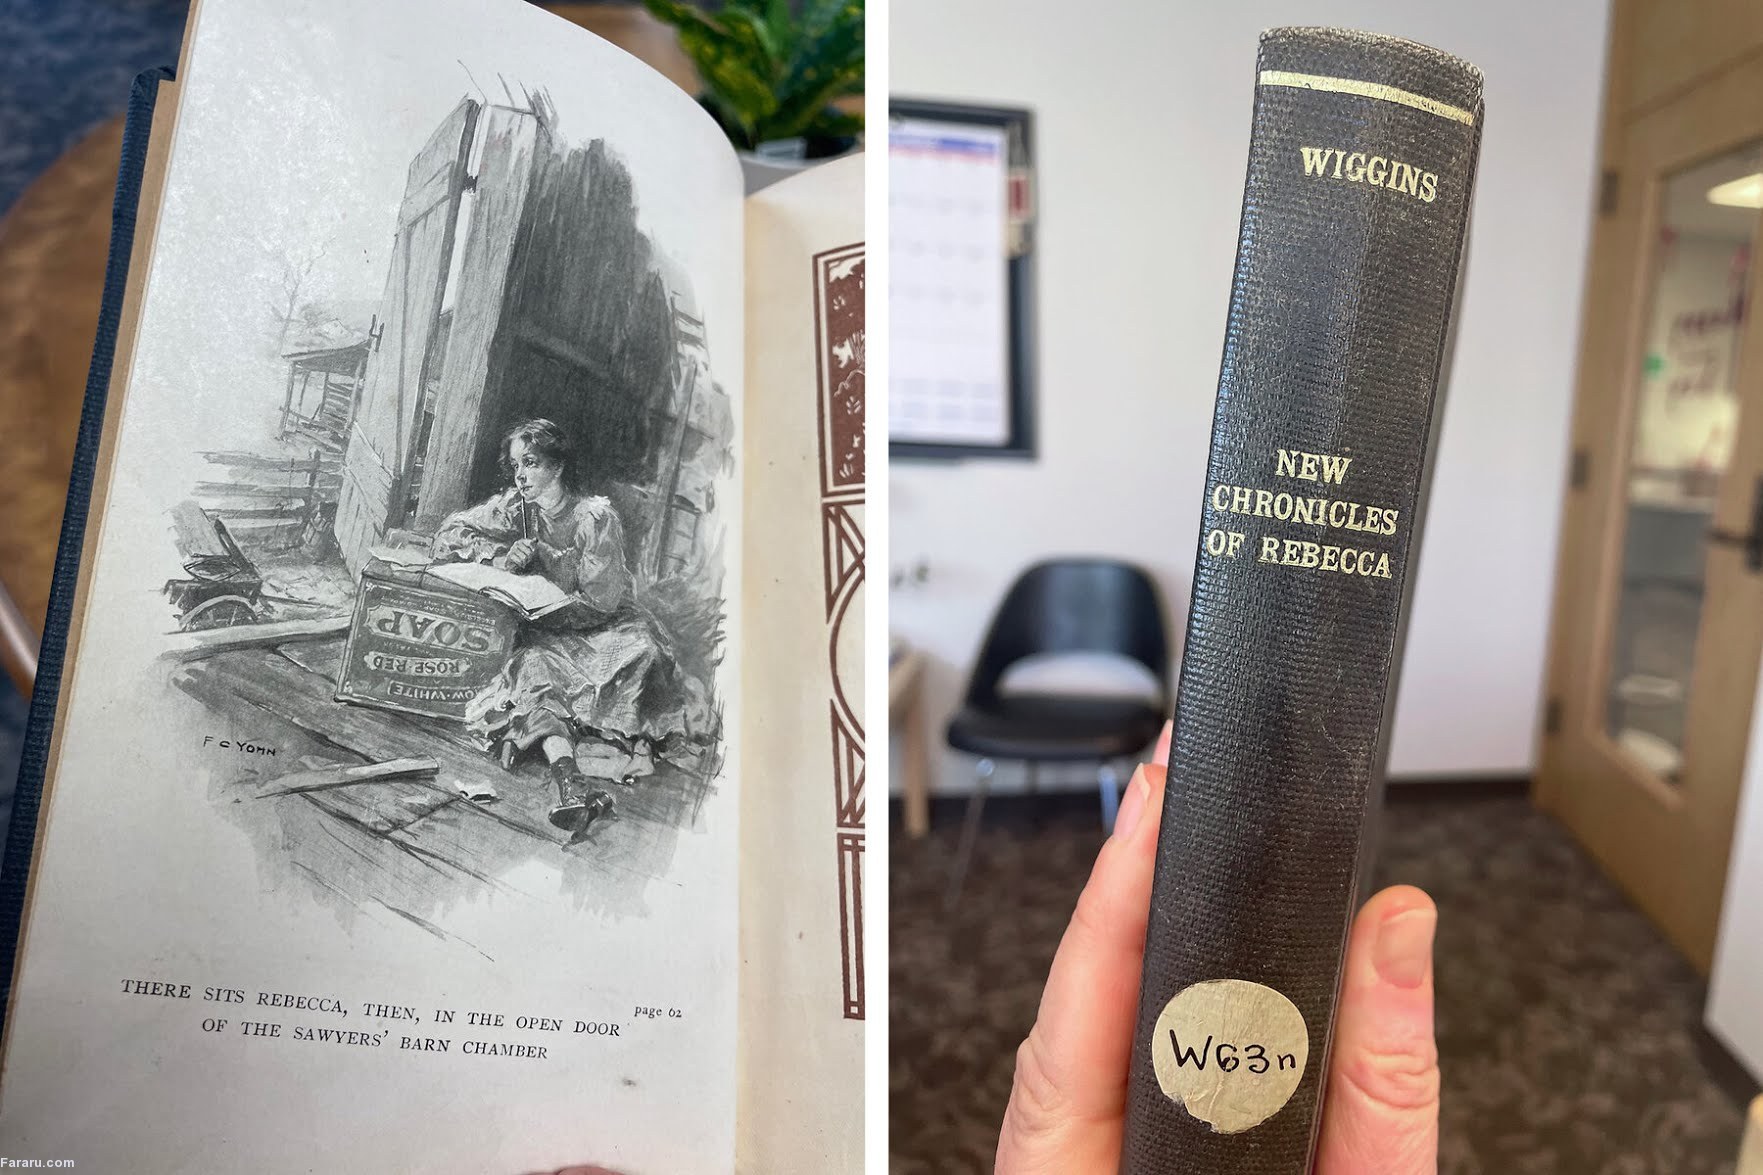 F C YOHN
SOAP
ROSE RED
OW-WHITE
THERE SITS REBECCA, THEN, IN THE OPEN DOOR
page 62
OF THE SAWYERS' BARN CHAMBER
WIGGINS
NEW
CHRONICLES
OF REBECCA
W63n
Fararu.com